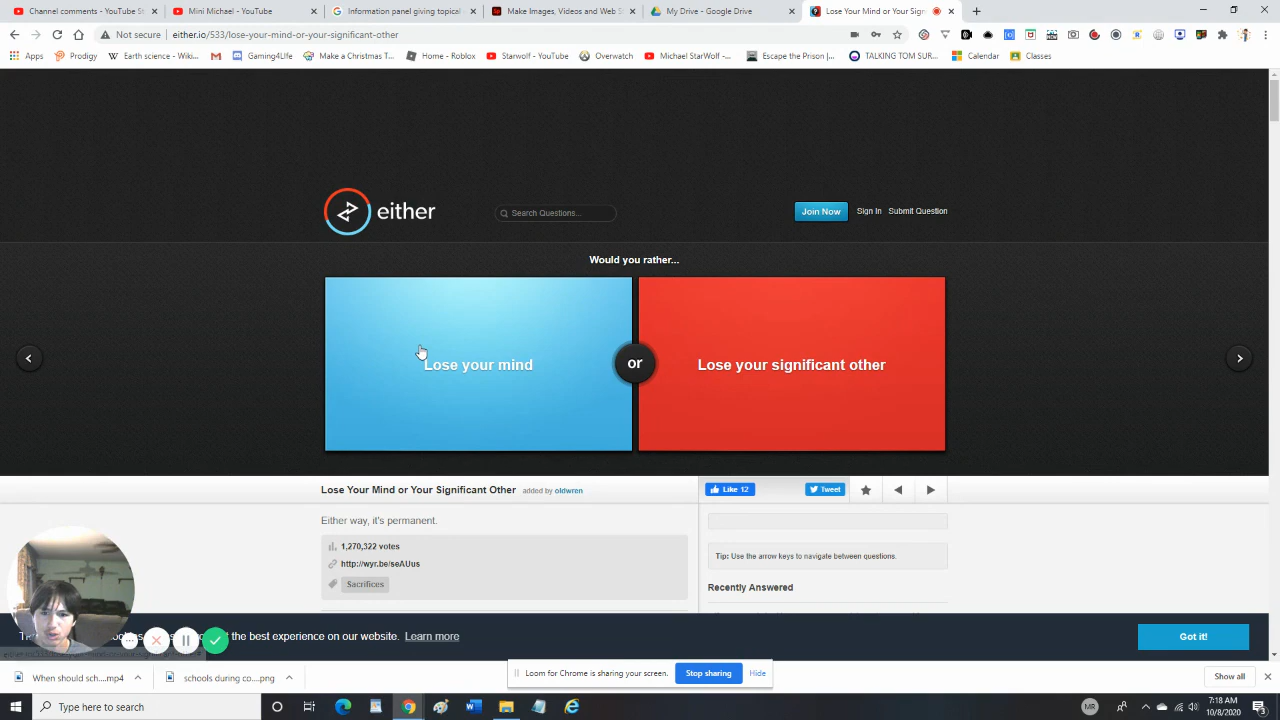 Channel comments - YouTube St
Mini Michael - YouTube
Information panel giving topical
Make Images, Videos and Web S
My Drive - Google Drive
Lose Your Mind or Your Sign
Not secure
either.io/533/lose-your-mind-or-your-significant-other
Apps
Prodigy
Earth science - Wiki...
Gaming4Life
Make a Christmas T...
Home - Roblox
Starwolf - YouTube
Overwatch
Michael StarWolf -...
Escape the Prison |...
TALKING TOM SUR...
Calendar
Classes
either
Search Questions...
Join Now
Sign In
Submit Question
Would you rather...
Lose your mind
or
Lose your significant other
Lose Your Mind or Your Significant Other added by oldwren
Like 12
Tweet
Either way, it's permanent.
1,270,322 votes
http://wyr.be/seAUus
Sacrifices
Tip: Use the arrow keys to navigate between questions.
Recently Answered
the best experience on our website. Learn more
Got it!
When should sch....mp4
schools during co....png
Loom for Chrome is sharing your screen.
Stop sharing
Hide
Show all
Type here to search
MR
7:18 AM
10/8/2020